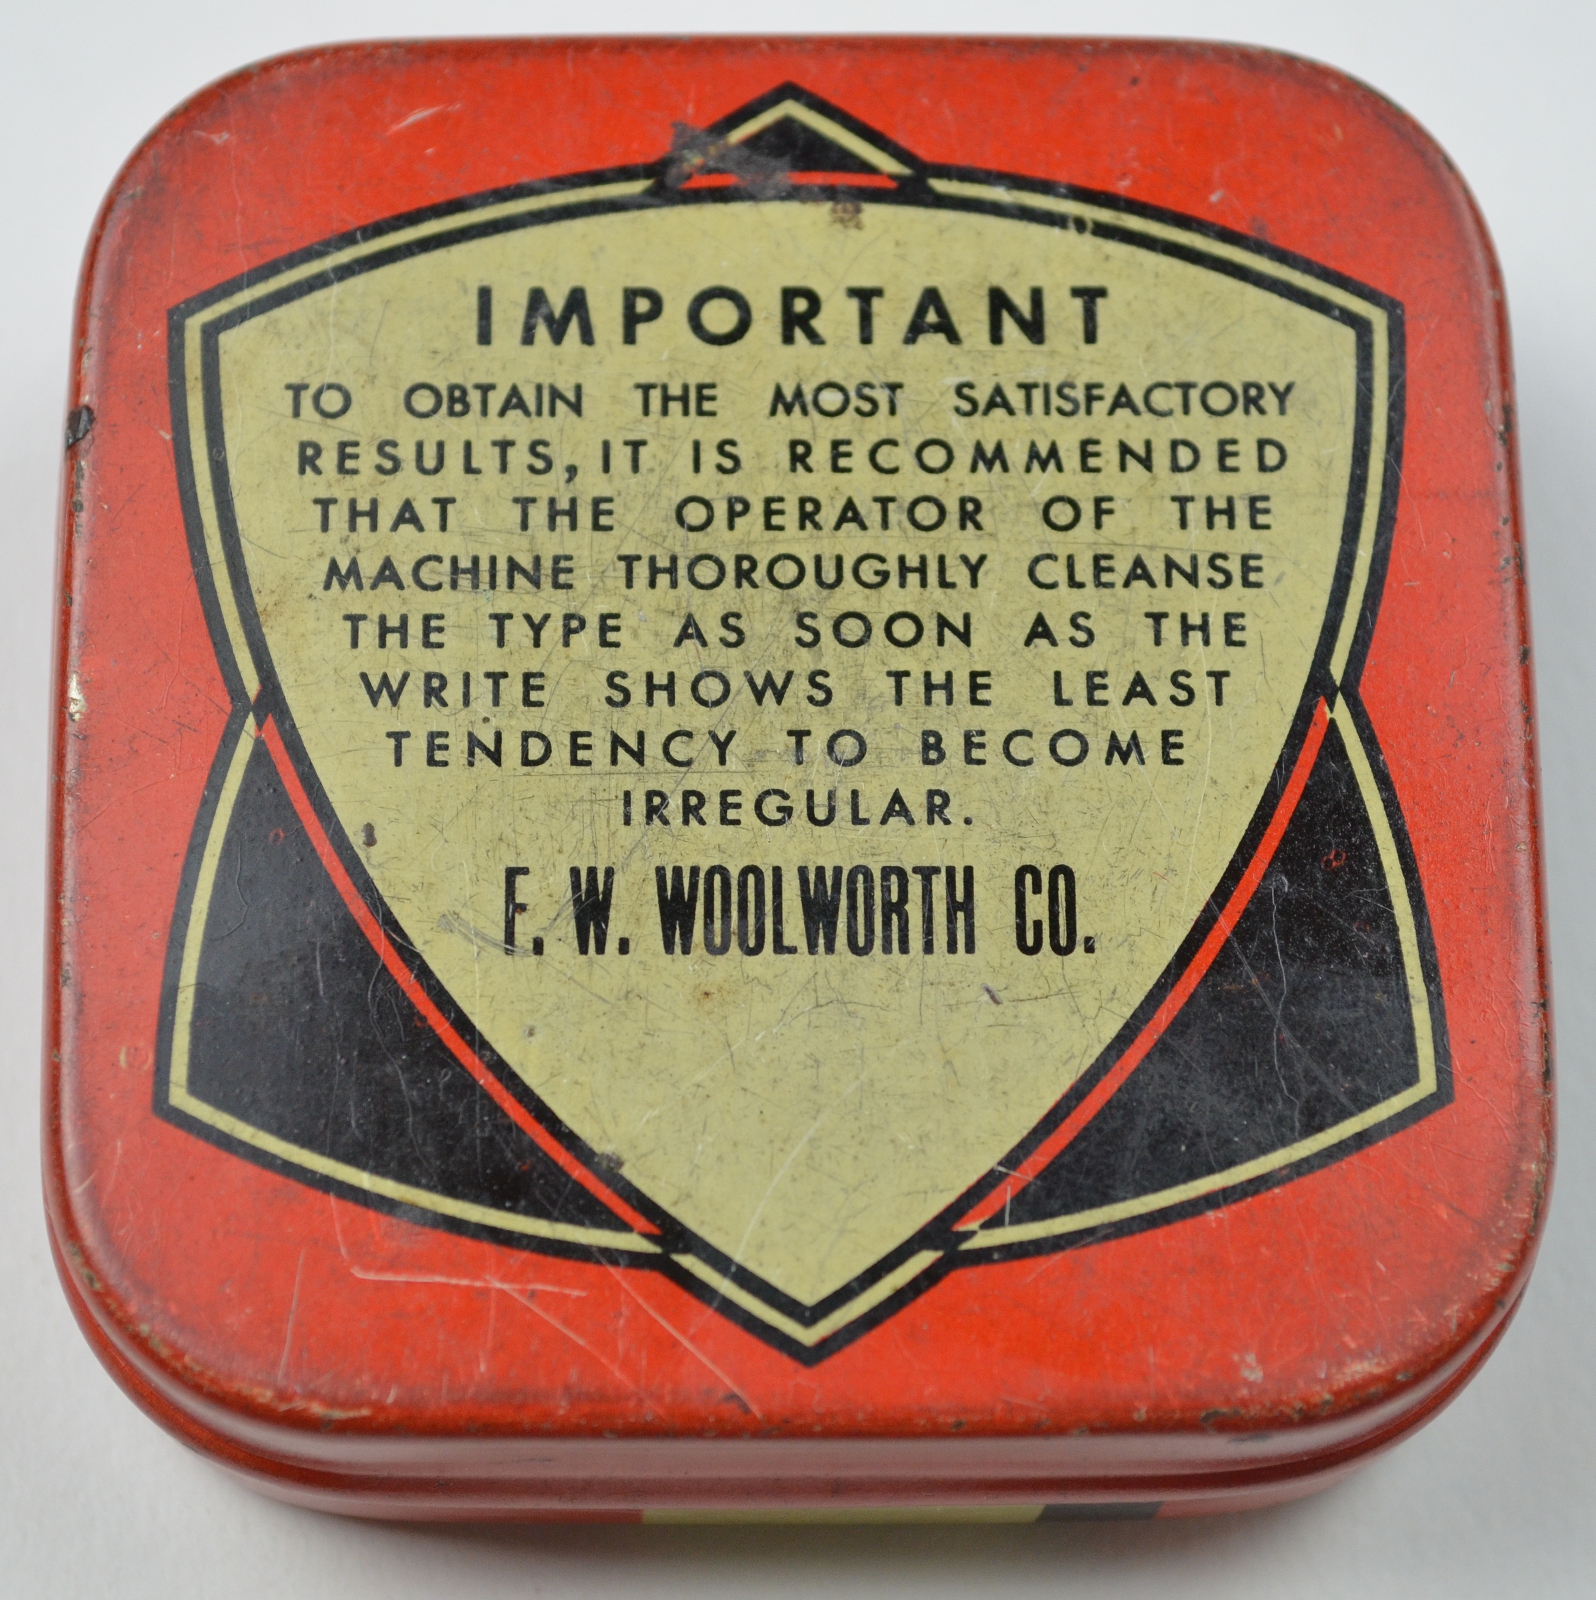 IMPORTANT
TO OBTAIN THE MOST SATISFACTORY
RESULTS, IT IS RECOMMENDED
THAT THE OPERATOR OF THE
MACHINE THOROUGHLY CLEANSE
THE TYPE AS SOON AS THE
WRITE SHOWS THE LEAST
TENDENCY TO BECOME
IRREGULAR.
F. W. WOOLWORTH CO.